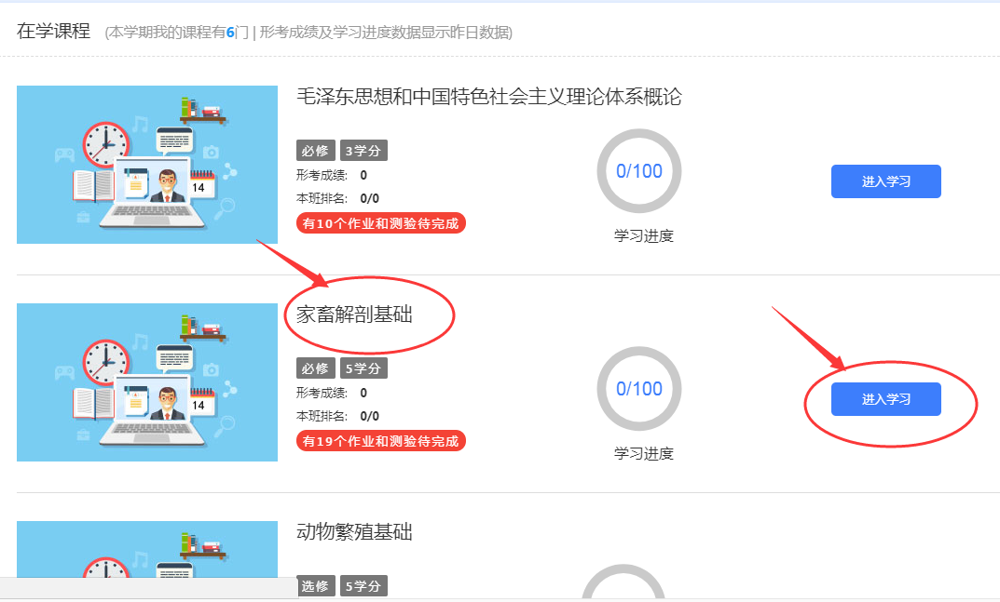 在学课程 (本学期我的课程有6门 | 形考成绩及学习进度数据显示昨日数据)
14
毛泽东思想和中国特色社会主义理论体系概论
必修 3学分
形考成绩: 0
本班排名: 0/0
有10个作业和测验待完成
0/100
学习进度
进入学习
14
家畜解剖基础
必修 5学分
形考成绩: 0
本班排名: 0/0
有19个作业和测验待完成
0/100
学习进度
进入学习
动物繁殖基础
选修 5学分